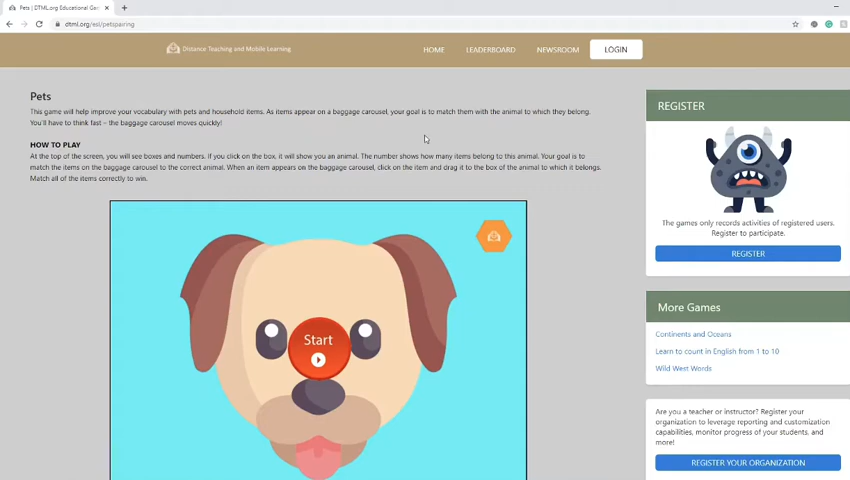 Pets | DTML.org Educational Gam
dtml.org/esl/petspairing
Distance Teaching and Mobile Learning
HOME
LEADERBOARD
NEWSROOM
LOGIN
Pets
This game will help improve your vocabulary with pets and household items. As items appear on a baggage carousel, your goal is to match them with the animal to which they belong.
You'll have to think fast – the baggage carousel moves quickly!
HOW TO PLAY
At the top of the screen, you will see boxes and numbers. If you click on the box, it will show you an animal. The number shows how many items belong to this animal. Your goal is to
match the items on the baggage carousel to the correct animal. When an item appears on the baggage carousel, click on the item and drag it to the box of the animal to which it belongs.
Match all of the items correctly to win.
Start
REGISTER
The games only records activities of registered users.
Register to participate.
REGISTER
More Games
Continents and Oceans
Learn to count in English from 1 to 10
Wild West Words
Are you a teacher or instructor? Register your
organization to leverage reporting and customization
capabilities, monitor progress of your students, and
more!
REGISTER YOUR ORGANIZATION